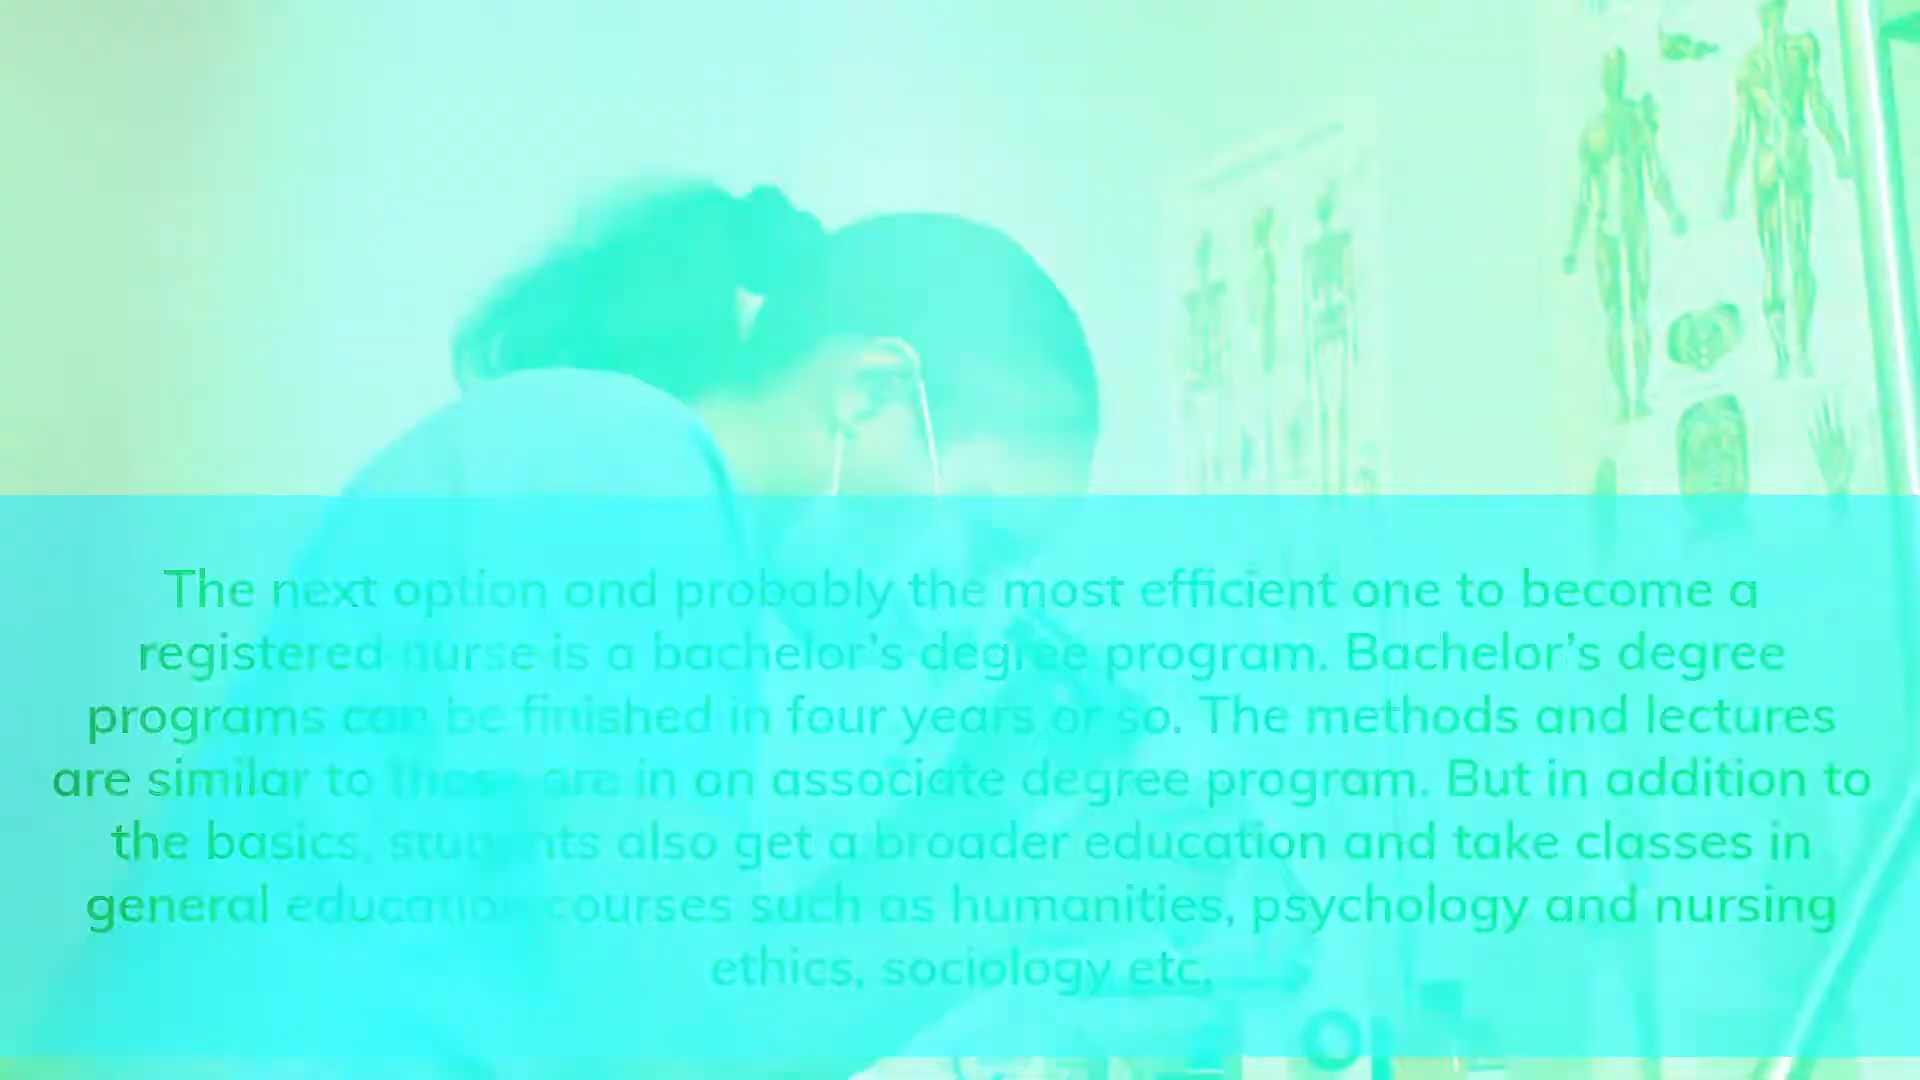 The next option and probably the most efficient one to become a
registered nurse is a bachelor's degree program. Bachelor's degree
programs can be finished in four years or so. The methods and lectures
are similar to those are in an associate degree program. But in addition to
the basics, students also get a broader education and take classes in
general education courses such as humanities, psychology and nursing
ethics, sociology etc.